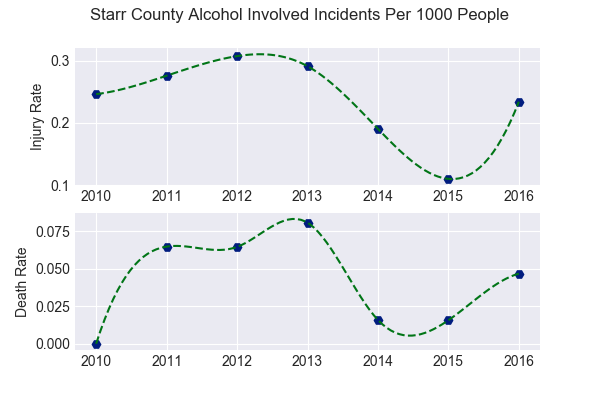 Starr County Alcohol Involved Incidents Per 1000 People
0.3
0.2
0.1
Injury Rate
2010 2011 2012 2013 2014 2015 2016
0.075
0.050
0.025
0.000
Death Rate
2010 2011 2012 2013 2014 2015 2016